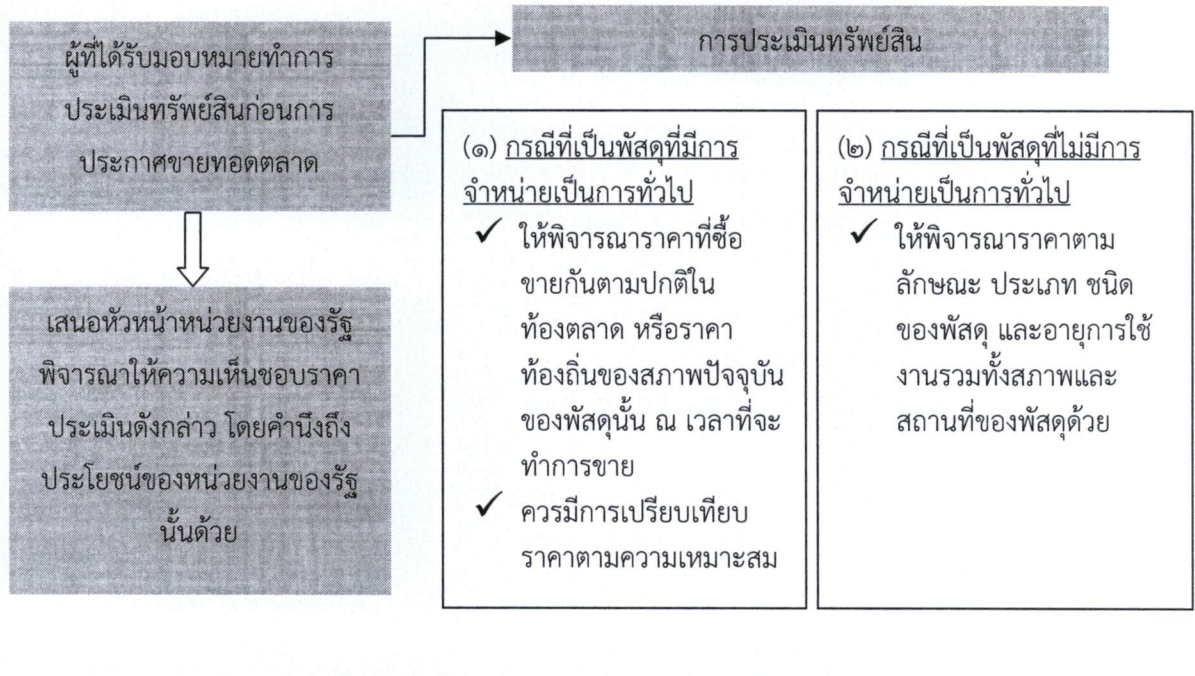 ผู้ที่ได้รับมอบหมายทำการ
ประเมินทรัพย์สินก่อนการ
ประกาศขายทอดตลาด
เสนอหัวหน้าหน่วยงานของรัฐ
พิจารณาให้ความเห็นชอบราคา
ประเมินดังกล่าว โดยคำนึงถึง
ประโยชน์ของหน่วยงานของรัฐ
นั้นด้วย
การประเมินทรัพย์สิน
(๑) กรณีที่เป็นพัสดุที่มีการ
จำหน่ายเป็นการทั่วไป
✓ ให้พิจารณาราคาที่ซื้อ
ขายกันตามปกติใน
ท้องตลาด หรือราคา
ท้องถิ่นของสภาพปัจจุบัน
ของพัสดุนั้น ณ เวลาที่จะ
ทำการขาย
✓ ควรมีการเปรียบเทียบ
ราคาตามความเหมาะสม
(๒) กรณีที่เป็นพัสดุที่ไม่มีการ
จำหน่ายเป็นการทั่วไป
✓ ให้พิจารณาราคาตาม
ลักษณะ ประเภท ชนิด
ของพัสดุ และอายุการใช้
งานรวมทั้งสภาพและ
สถานที่ของพัสดุด้วย